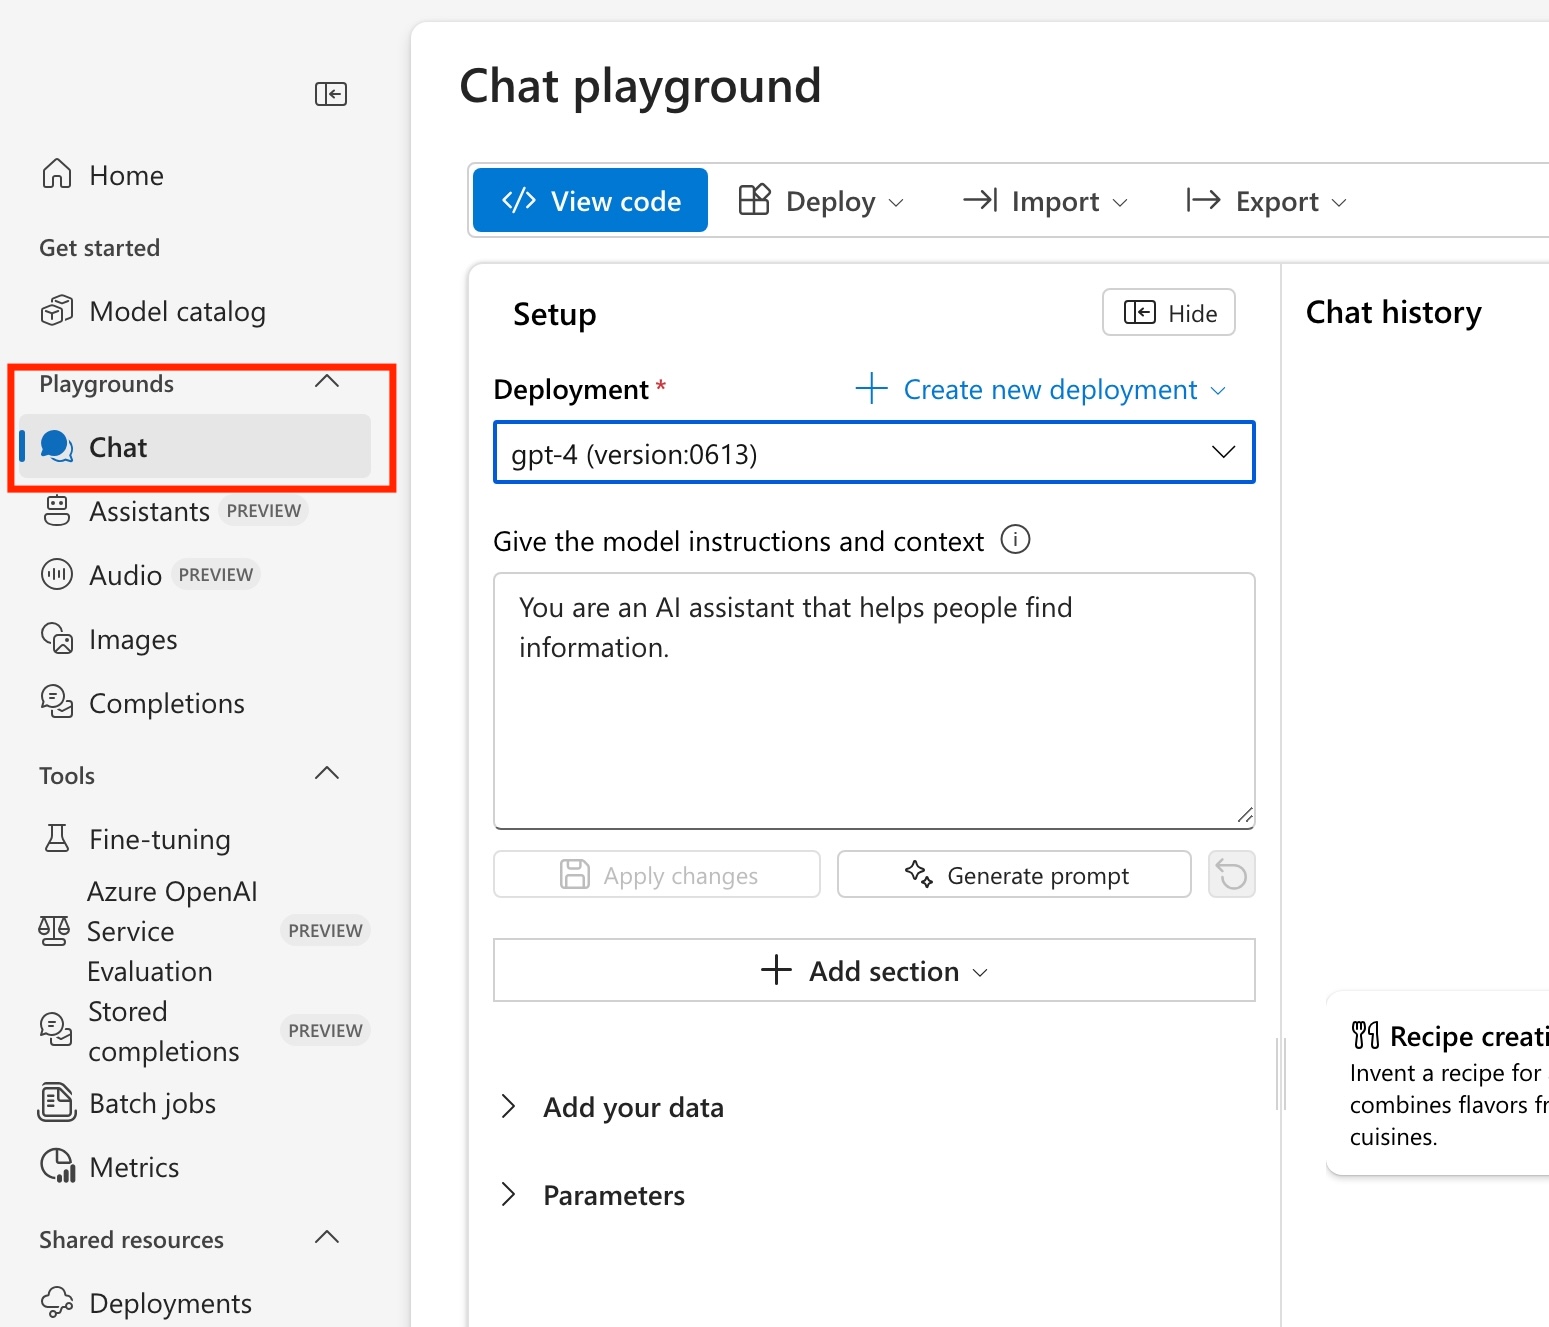 Chat playground
Home
Get started
Model catalog
Playgrounds
Chat
Assistants PREVIEW
Audio PREVIEW
Images
Completions
Tools
Fine-tuning
Azure OpenAI
Service
Evaluation
PREVIEW
Stored
completions
PREVIEW
Batch jobs
Metrics
Shared resources
Deployments
View code Deploy Import Export
Setup
Hide
Deployment *
Create new deployment
gpt-4 (version:0613)
Give the model instructions and context
You are an AI assistant that helps people find
information.
Apply changes
Generate prompt
Add section
Add your data
Parameters
Chat history
Recipe creati
Invent a recipe for
combines flavors fr
cuisines.